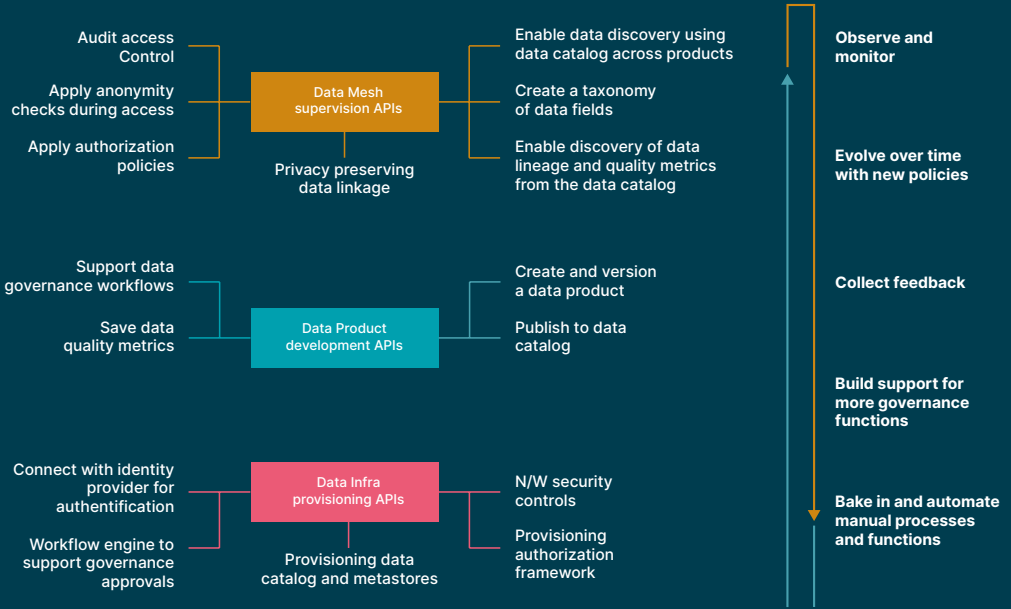 Audit access
Control
Apply anonymity
checks during access
Apply authorization
policies
Data Mesh
supervision APIs
Privacy preserving
data linkage
Enable data discovery using
data catalog across products
Create a taxonomy
of data fields
Enable discovery of data
lineage and quality metrics
from the data catalog
Support data
governance workflows
Save data
quality metrics
Data Product
development APIs
Create and version
a data product
Publish to data
catalog
Connect with identity
provider for
authentification
Workflow engine to
support governance
approvals
Data Infra
provisioning APIs
Provisioning data
catalog and metastores
N/W security
controls
Provisioning
authorization
framework
Observe and
monitor
Evolve over time
with new policies
Collect feedback
Build support for
more governance
functions
Bake in and automate
manual processes
and functions